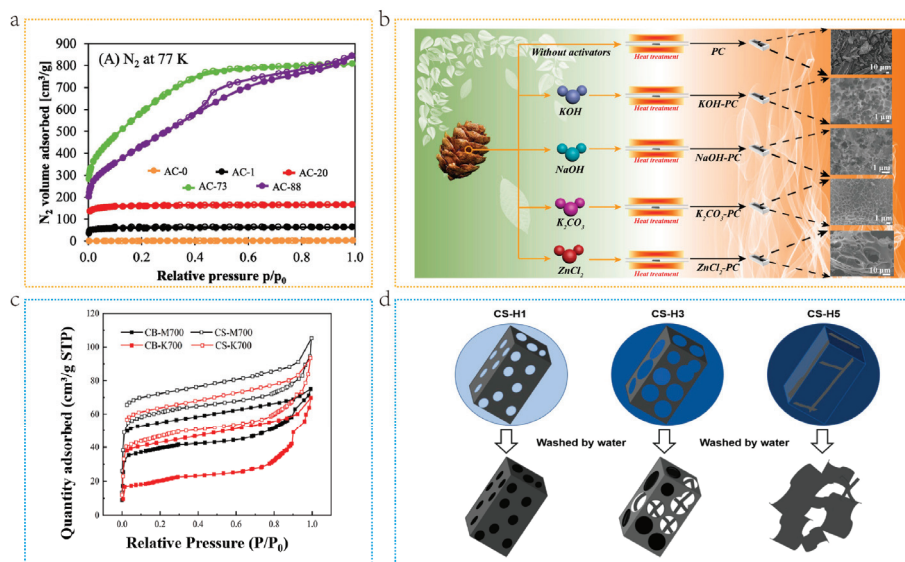 a
(A) N₂ at 77 K
N₂ volume adsorbed [cm³/g]
900
800
700
600
500
400
300
200
100
0
AC-0
AC-1
AC-20
AC-73
AC-88
0.0
0.2
0.4
0.6
0.8
1.0
Relative pressure p/p₀
b
Without activators
Heat treatment
PC
10 μm
KOH
Heat treatment
KOH-PC
1 μm
NaOH
Heat treatment
NaOH-PC
1 μm
K₂CO₃
Heat treatment
K₂CO₃-PC
1 μm
ZnCl₂
Heat treatment
ZnCl₂-PC
10 μm
c
Quantity adsorbed (cm³/g STP)
120
100
80
60
40
20
0
CB-M700
CS-M700
CB-K700
CS-K700
0.0
0.2
0.4
0.6
0.8
1.0
Relative Pressure (P/P₀)
d
CS-H1
CS-H3
CS-H5
Washed by water
Washed by water